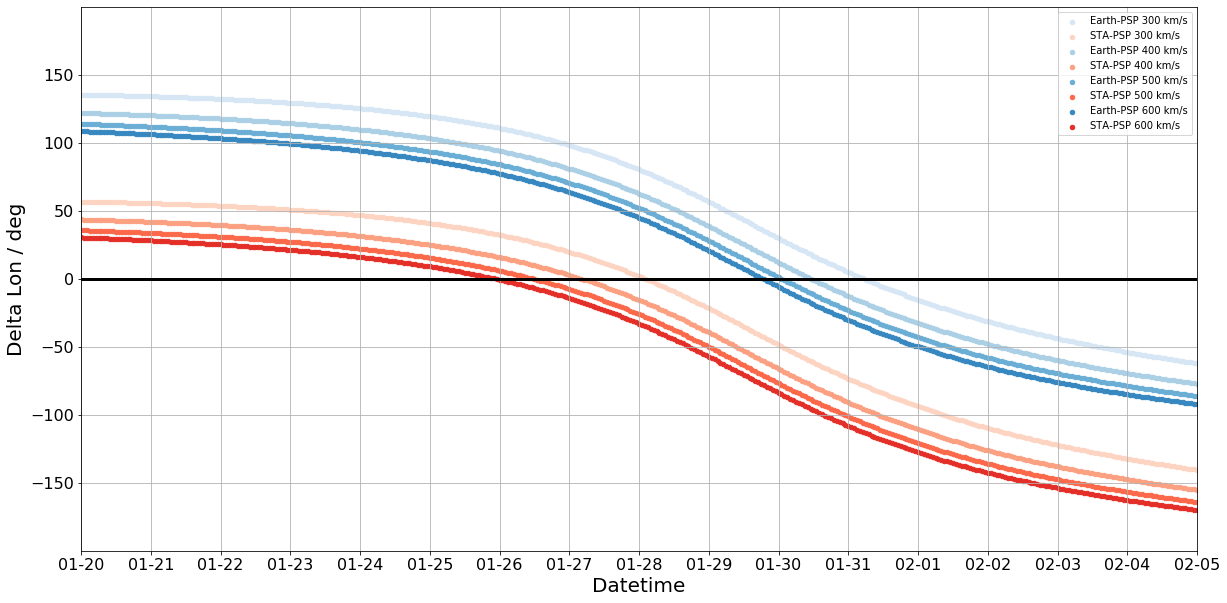 Earth-PSP 300 km/s
STA-PSP 300 km/s
Earth-PSP 400 km/s
STA-PSP 400 km/s
Earth-PSP 500 km/s
STA-PSP 500 km/s
Earth-PSP 600 km/s
STA-PSP 600 km/s
Delta Lon / deg
150
100
50
0
−50
−100
−150
01-20 01-21 01-22 01-23 01-24 01-25 01-26 01-27 01-28 01-29 01-30 01-31 02-01 02-02 02-03 02-04 02-05
Datetime